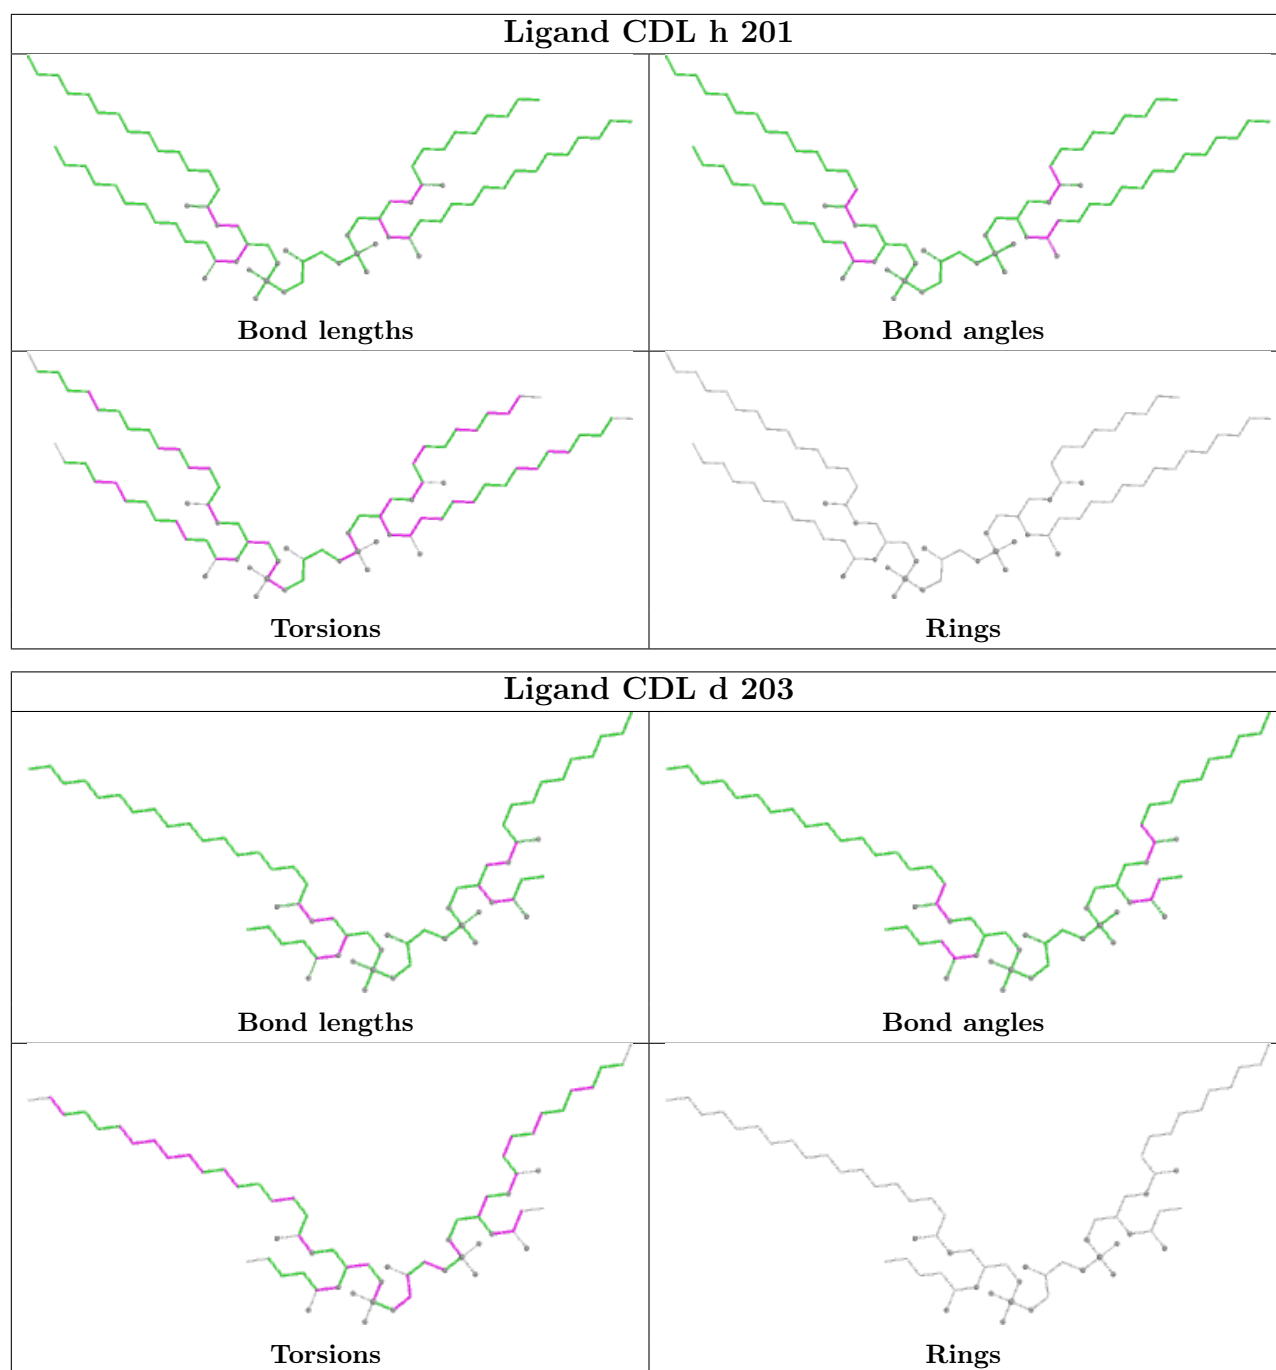 Ligand CDL h 201
Bond lengths
Bond angles
Torsions
Rings
Ligand CDL d 203
Bond lengths
Bond angles
Torsions
Rings